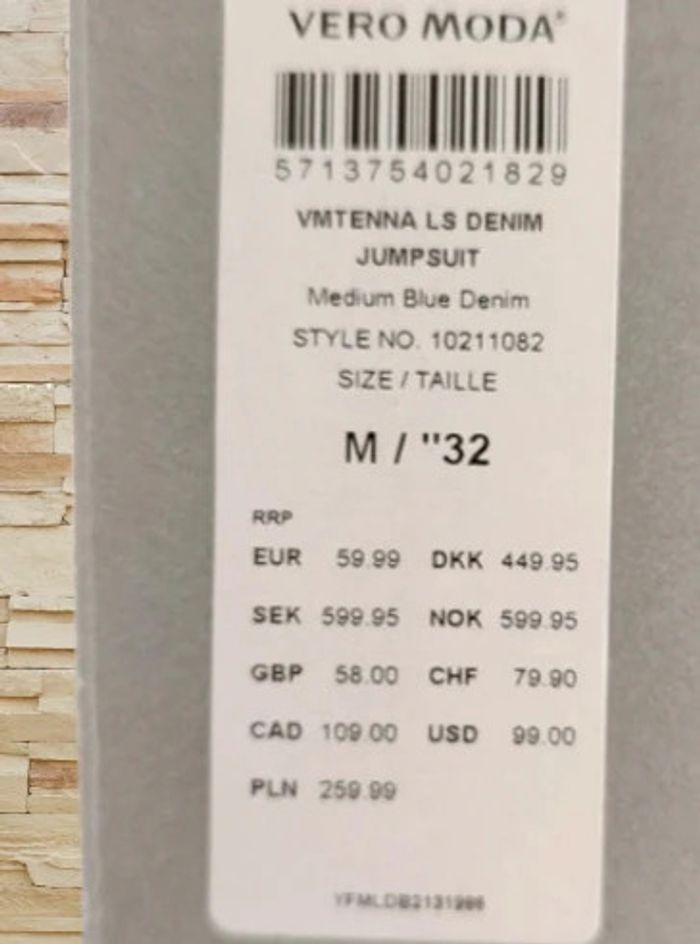 VERO MODA®
5713754021829
VMTENNA LS DENIM
JUMPSUIT
Medium Blue Denim
STYLE NO. 10211082
SIZE / TAILLE
M / "32
RRP
EUR 59.99 DKK 449.95
SEK 599.95 NOK 599.95
GBP 58.00 CHF 79.90
CAD 109.00 USD 99.00
PLN 259.99